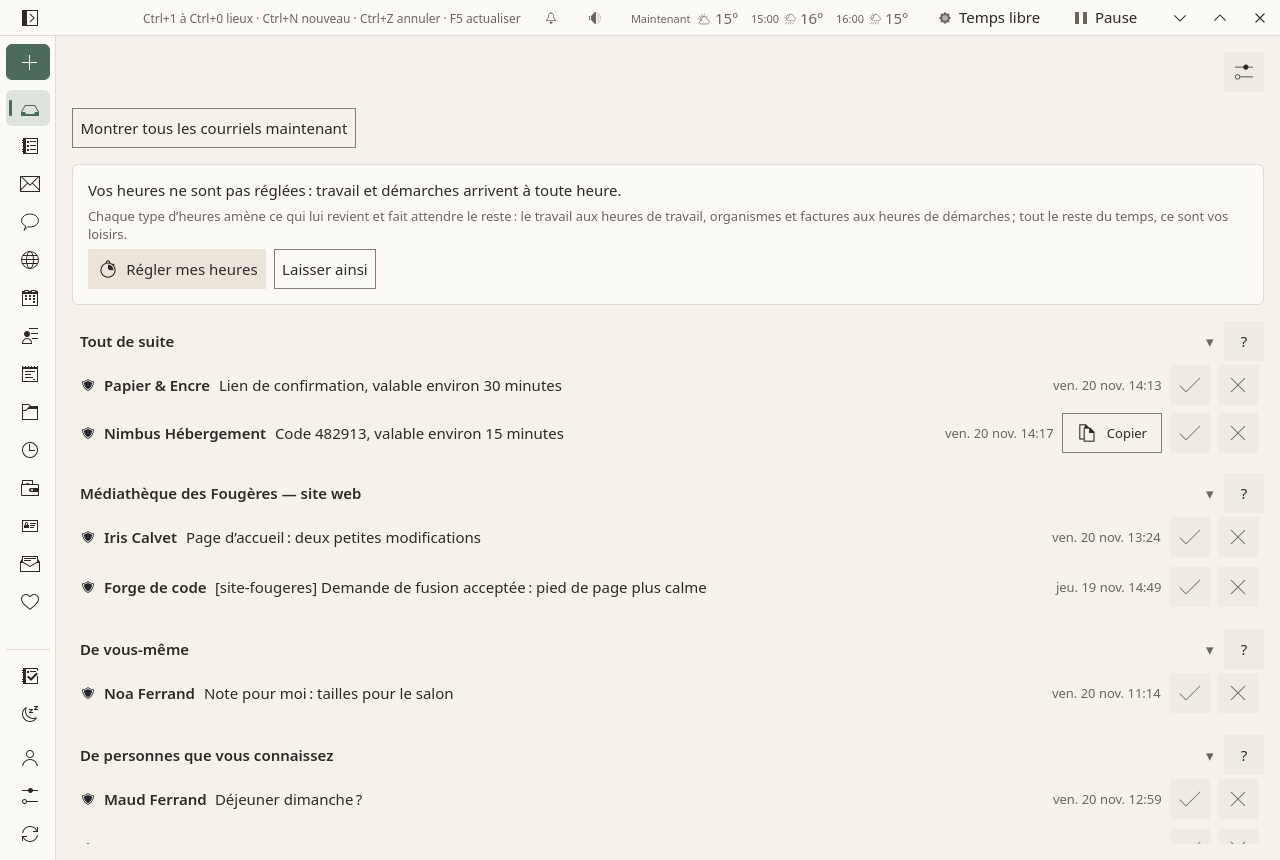 Ctrl+1 à Ctrl+0 lieux · Ctrl+N nouveau · Ctrl+Z annuler · F5 actualiser
Maintenant 15° 15:00 16° 16:00 15°
Temps libre
Pause
Montrer tous les courriels maintenant
Vos heures ne sont pas réglées : travail et démarches arrivent à toute heure.
Chaque type d’heures amène ce qui lui revient et fait attendre le reste : le travail aux heures de travail, organismes et factures aux heures de démarches ; tout le reste du temps, ce sont vos
loisirs.
Régler mes heures
Laisser ainsi
Tout de suite ▼ ?
Papier & Encre Lien de confirmation, valable environ 30 minutes ven. 20 nov. 14:13
Nimbus Hébergement Code 482913, valable environ 15 minutes ven. 20 nov. 14:17 Copier
Médiathèque des Fougères — site web ▼ ?
Iris Calvet Page d’accueil : deux petites modifications ven. 20 nov. 13:24
Forge de code [site-fougeres] Demande de fusion acceptée : pied de page plus calme jeu. 19 nov. 14:49
De vous-même ▼ ?
Noa Ferrand Note pour moi : tailles pour le salon ven. 20 nov. 11:14
De personnes que vous connaissez ▼ ?
Maud Ferrand Déjeuner dimanche ? ven. 20 nov. 12:59